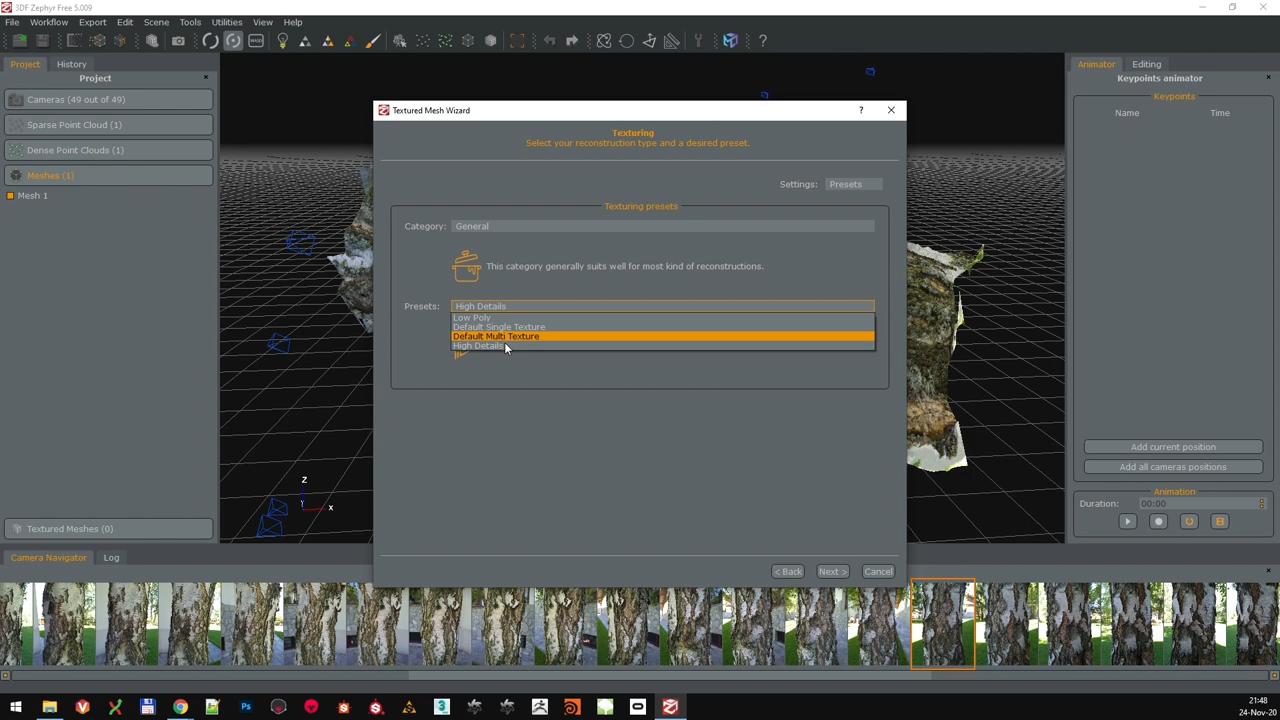 3DF Zephyr Free 5.009
File Workflow Export Edit Scene Tools Utilities View Help
Project History
Project
Cameras (49 out of 49)
Sparse Point Cloud (1)
Dense Point Clouds (1)
Meshes (1)
Mesh 1
Textured Meshes (0)
Z
Y
X
Textured Mesh Wizard
?
Texturing
Select your reconstruction type and a desired preset.
Settings: Presets
Texturing presets
Category: General
This category generally suits well for most kind of reconstructions.
Presets: High Details
Low Poly
Default Single Texture
Default Multi Texture
High Details
< Back Next > Cancel
Animator Editing
Keypoints animator
Keypoints
Name Time
Add current position
Add all cameras positions
Animation
Duration: 00:00
Camera Navigator Log
21:48
24-Nov-20